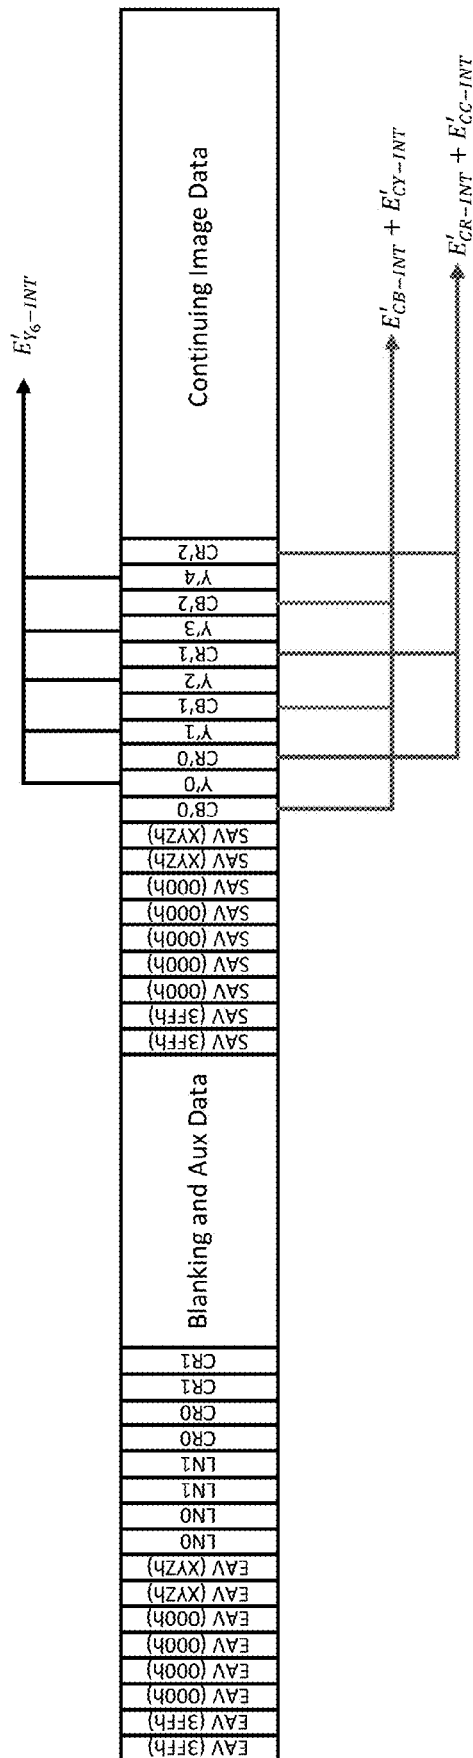 E'Y₆−INT
EAV (3FFh)
EAV (3FFh)
EAV (000h)
EAV (000h)
EAV (000h)
EAV (000h)
EAV (XYZh)
EAV (XYZh)
LN0
LN0
LN1
LN1
CR0
CR0
CR1
CR1
Blanking and Aux Data
SAV (3FFh)
SAV (3FFh)
SAV (000h)
SAV (000h)
SAV (000h)
SAV (000h)
SAV (000h)
SAV (XYZh)
SAV (XYZh)
CB'0
Y'0
CR'0
Y'1
CB'1
Y'2
CR'1
Y'3
CB'2
Y'4
CR'2
Continuing Image Data
E'CB−INT + E'CY−INT
E'CR−INT + E'CC−INT